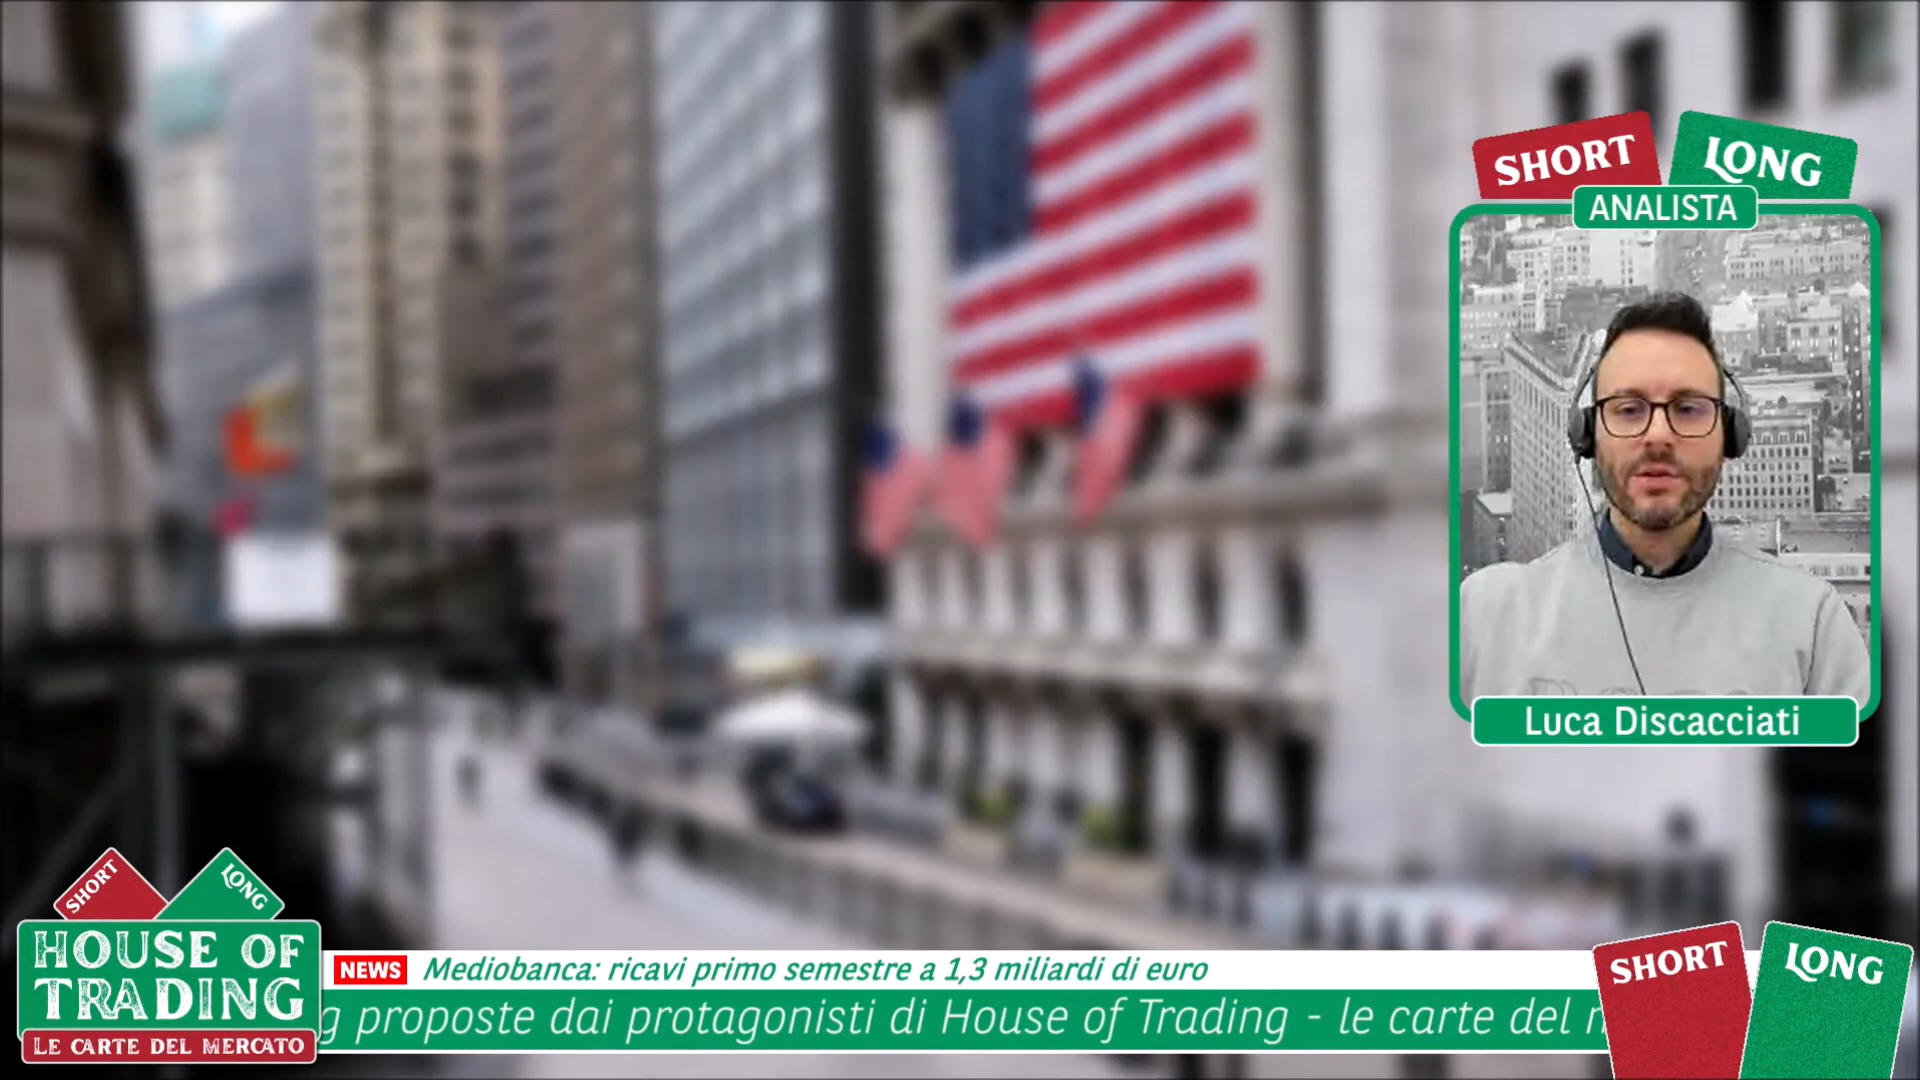 SHORT
LONG
ANALISTA
Luca Discacciati
SHORT
LONG
HOUSE OF
TRADING
LE CARTE DEL MERCATO
NEWS Mediobanca: ricavi primo semestre a 1,3 miliardi di euro
proposte dai protagonisti di House of Trading - le carte del
SHORT
LONG